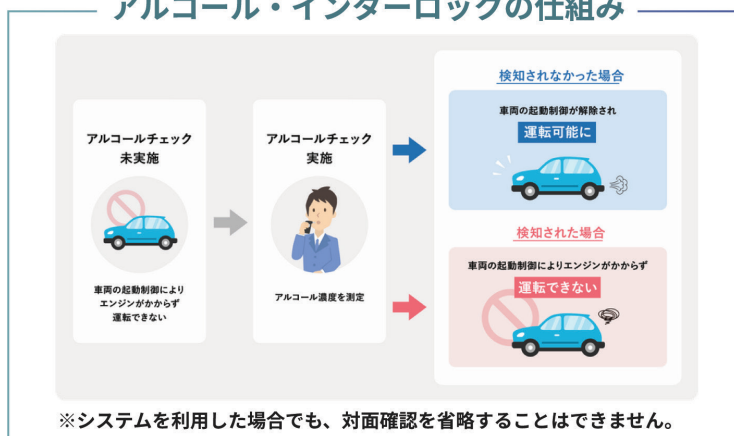 アルコール・インターロックの仕組み
アルコールチェック
未実施
車両の起動制御により
エンジンがかからず
運転できない
アルコールチェック
実施
アルコール濃度を測定
検知されなかった場合
車両の起動制御が解除され
運転可能に
検知された場合
車両の起動制御によりエンジンがかからず
運転できない
※システムを利用した場合でも、対面確認を省略することはできません。